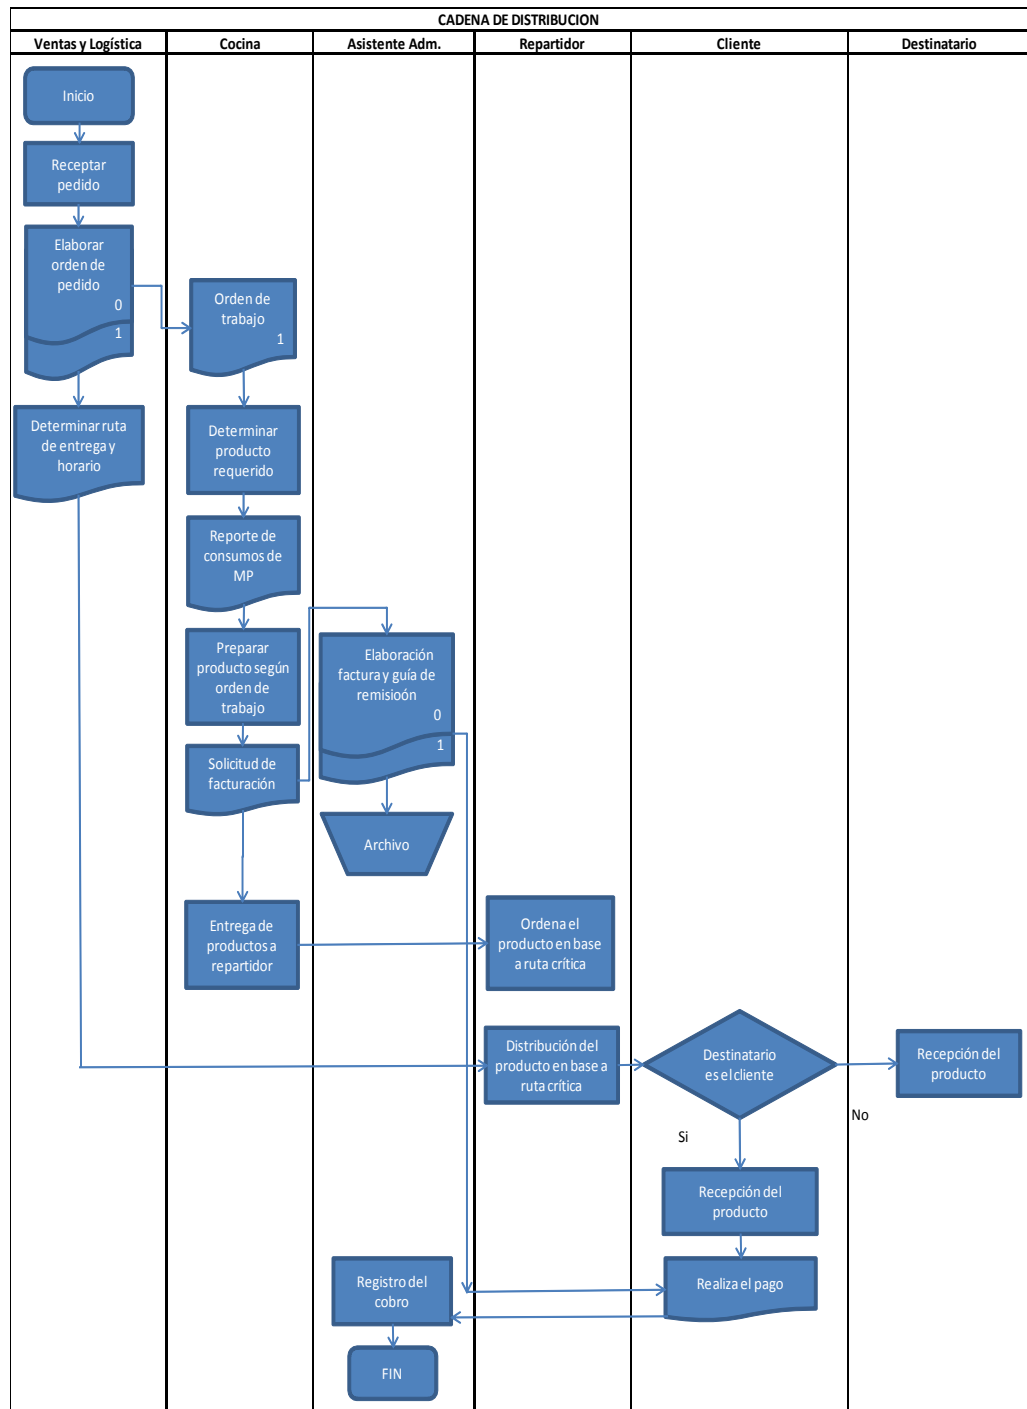 CADENA DE DISTRIBUCION
Ventas y Logística
Cocina
Asistente Adm.
Repartidor
Cliente
Destinatario
Inicio
Receptar
pedido
Elaborar
orden de
pedido
0
1
Orden de
trabajo
1
Determinar ruta
de entrega y
horario
Determinar
producto
requerido
Reporte de
consumos de
MP
Preparar
producto según
orden de
trabajo
Elaboración
factura y guía de
remisioón
0
1
Solicitud de
facturación
Archivo
Entrega de
productos a
repartidor
Ordena el
producto en base
a ruta crítica
Distribución del
producto en base a
ruta crítica
Destinatario
es el cliente
Recepción del
producto
No
Si
Recepción del
producto
Realiza el pago
Registro del
cobro
FIN